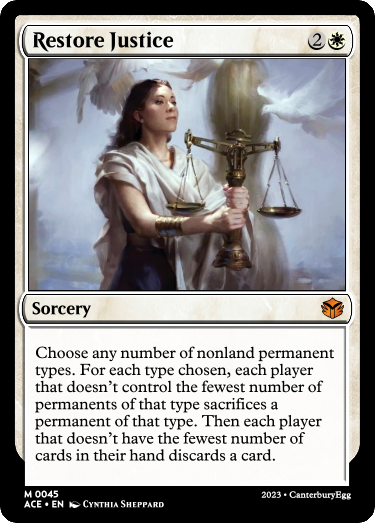 Restore Justice 2
Sorcery
Choose any number of nonland permanent
types. For each type chosen, each player
that doesn't control the fewest number of
permanents of that type sacrifices a
permanent of that type. Then each player
that doesn't have the fewest number of
cards in their hand discards a card.
M 0045
ACE • EN Cynthia Sheppard 2023 • CanterburyEgg